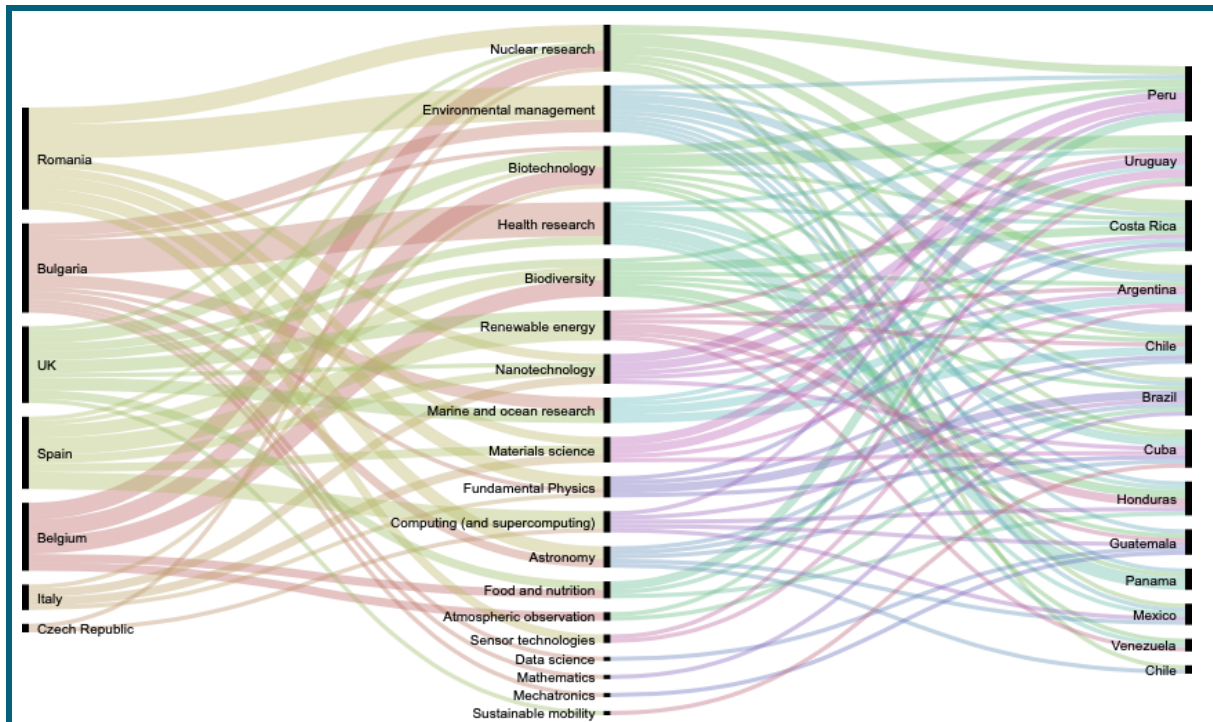 Romania
Bulgaria
UK
Spain
Belgium
Italy
Czech Republic
Nuclear research
Environmental management
Biotechnology
Health research
Biodiversity
Renewable energy
Nanotechnology
Marine and ocean research
Materials science
Fundamental Physics
Computing (and supercomputing)
Astronomy
Food and nutrition
Atmospheric observation
Sensor technologies
Data science
Mathematics
Mechatronics
Sustainable mobility
Peru
Uruguay
Costa Rica
Argentina
Chile
Brazil
Cuba
Honduras
Guatemala
Panama
Mexico
Venezuela
Chile